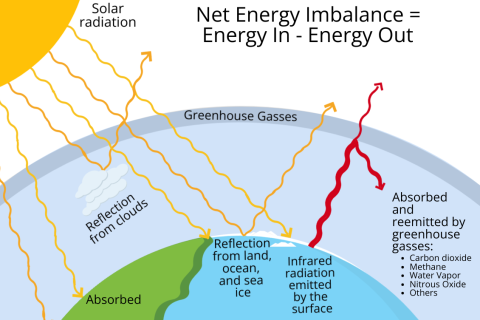 Solar
radiation
Net Energy Imbalance =
Energy In - Energy Out
Greenhouse Gasses
Reflection
from clouds
Absorbed
Reflection
from land,
ocean,
and sea
ice
Infrared
radiation
emitted
by the
surface
Absorbed
and
reemitted by
greenhouse
gasses:
• Carbon dioxide
• Methane
• Water Vapor
• Nitrous Oxide
• Others